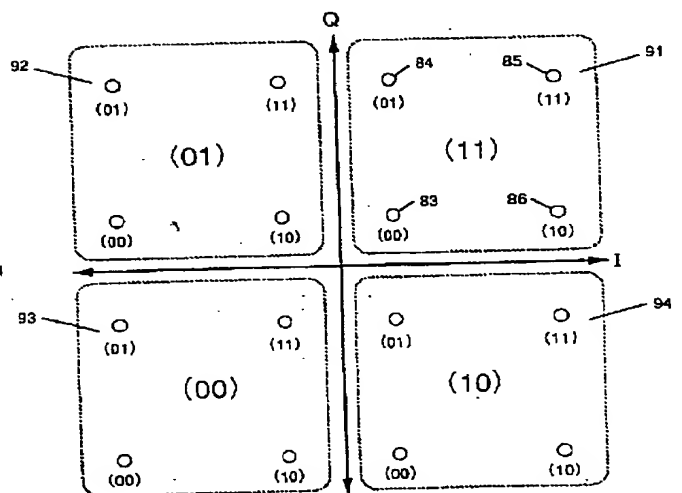 Q
92 84 85 91
(01) (11) (01) (11)
(01) (11)
83 86
(00) (10) (00) (10)
I
93 94
(01) (11) (01) (11)
(00) (10)
(00) (10) (00) (10)